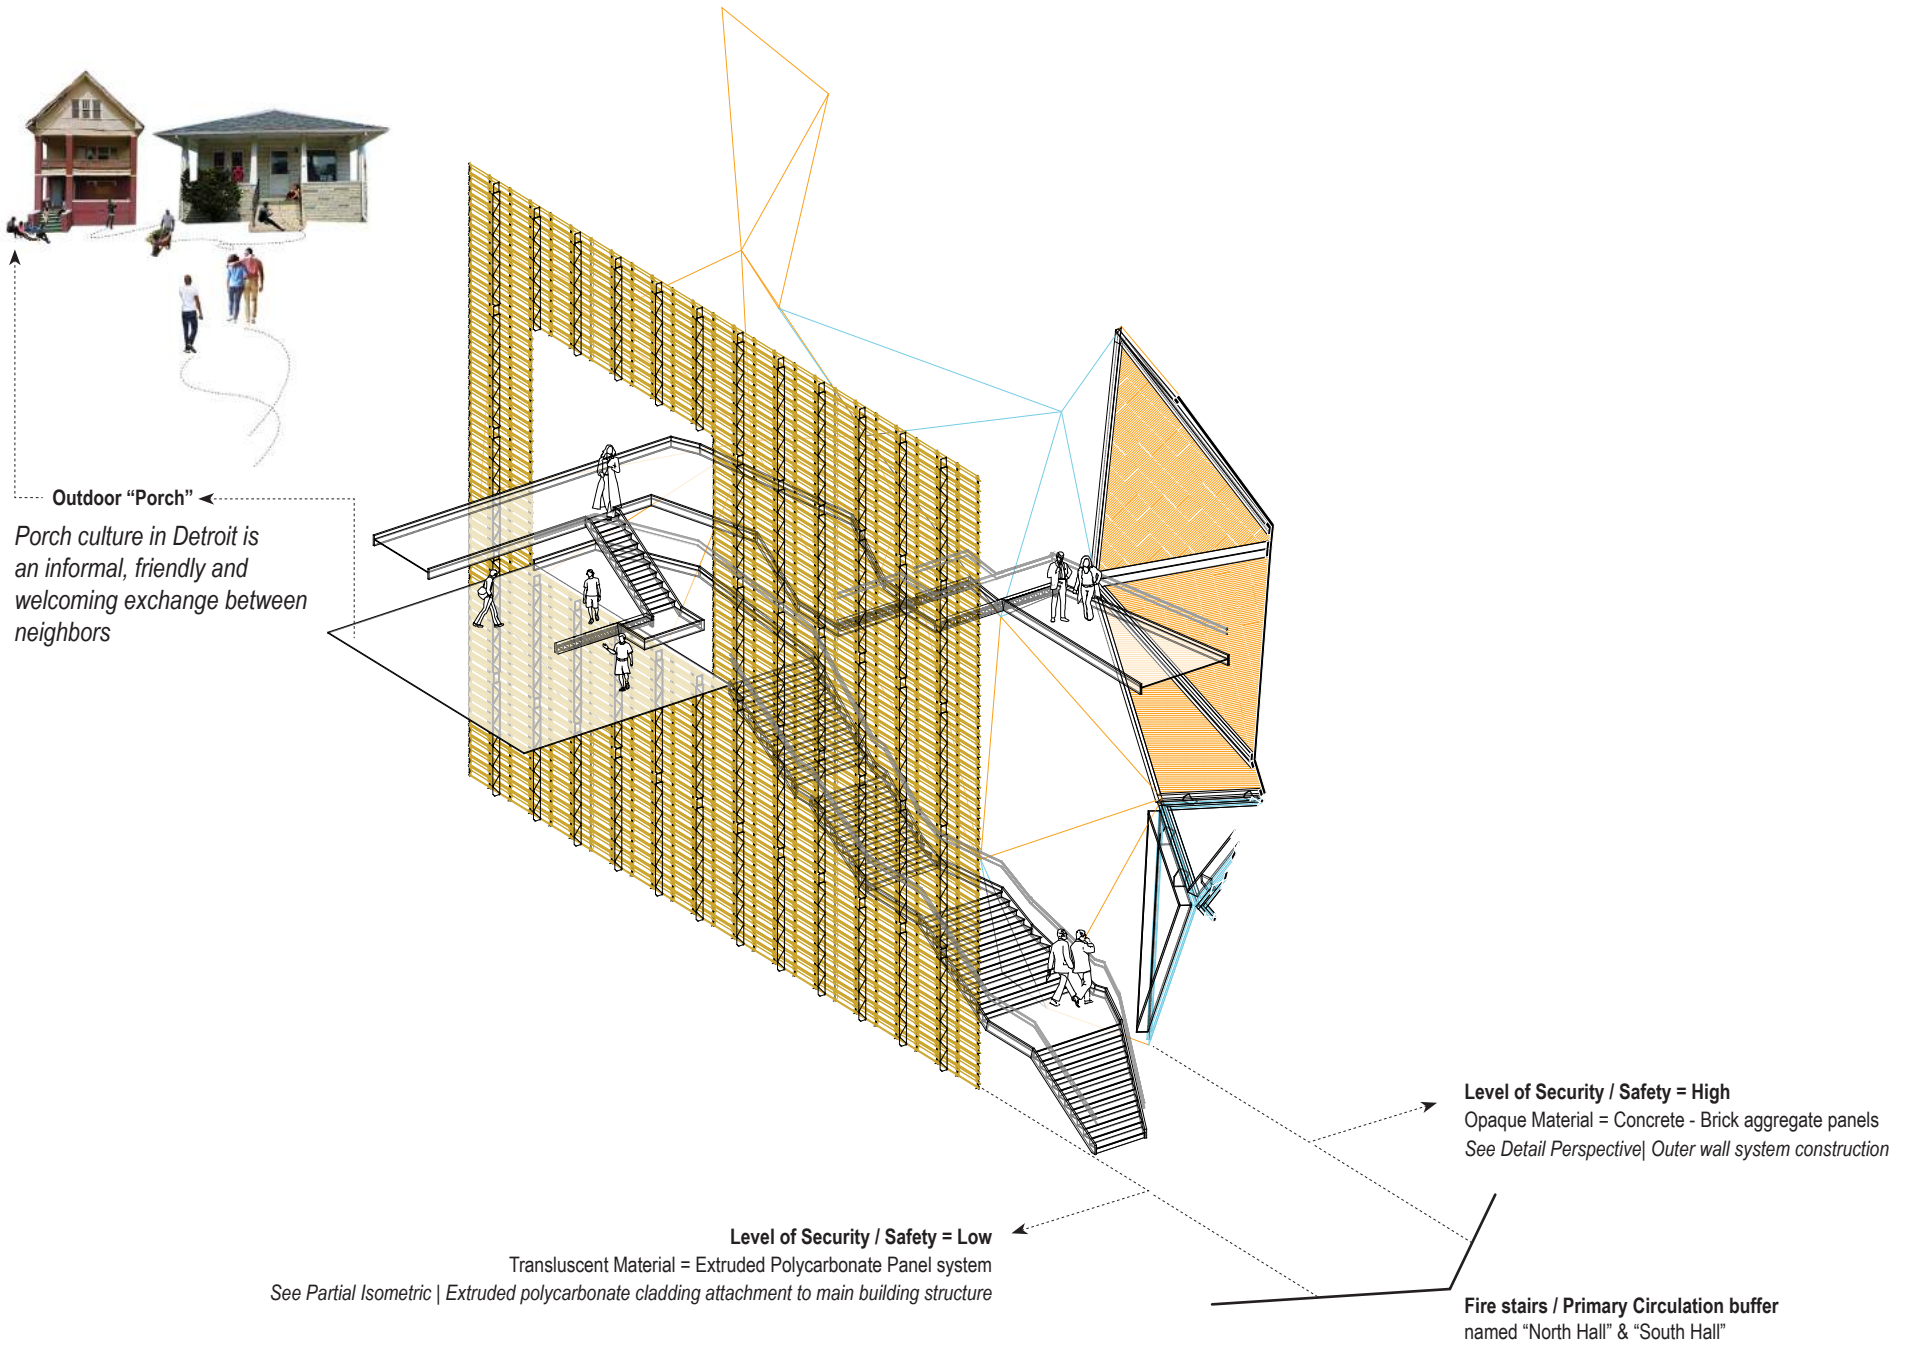 Outdoor “Porch”
Porch culture in Detroit is
an informal, friendly and
welcoming exchange between
neighbors
Level of Security / Safety = High
Opaque Material = Concrete - Brick aggregate panels
See Detail Perspective| Outer wall system construction
Level of Security / Safety = Low
Transluscent Material = Extruded Polycarbonate Panel system
See Partial Isometric | Extruded polycarbonate cladding attachment to main building structure
Fire stairs / Primary Circulation buffer
named “North Hall” & “South Hall”